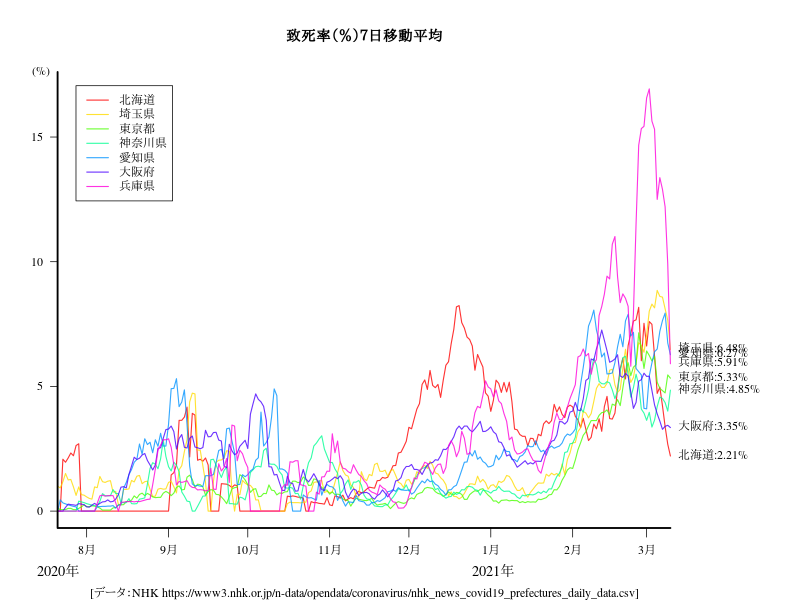 致死率(%)7日移動平均
(%)
北海道
埼玉県
東京都
神奈川県
愛知県
大阪府
兵庫県
15
10
5
0
埼玉県:6.48%
愛知県:6.27%
兵庫県:5.91%
東京都:5.33%
神奈川県:4.85%
大阪府:3.35%
北海道:2.21%
8月 9月 10月 11月 12月 1月 2月 3月
2020年 2021年
[データ:NHK https://www3.nhk.or.jp/n-data/opendata/coronavirus/nhk_news_covid19_prefectures_daily_data.csv]